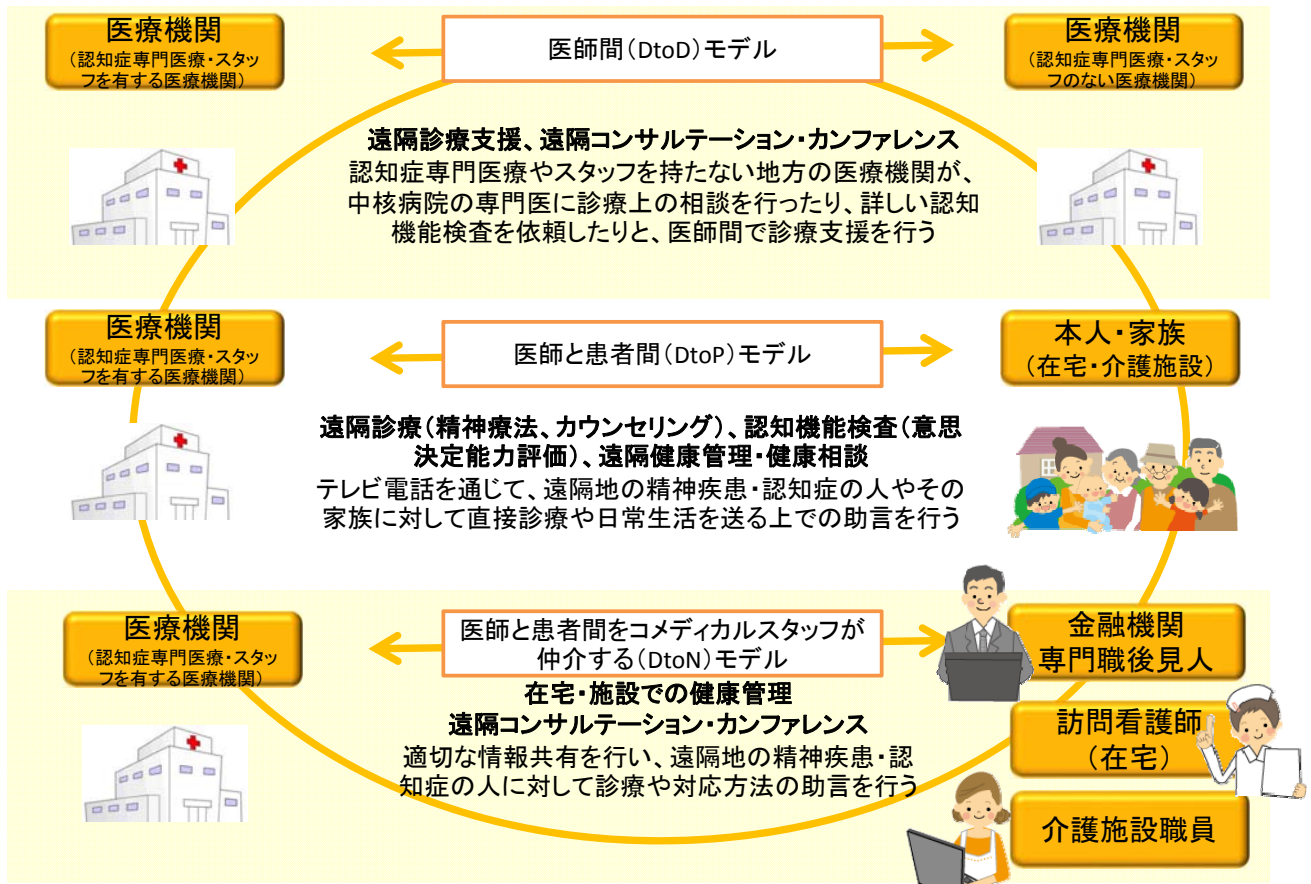 医療機関
（認知症専門医療・スタッ
フを有する医療機関）
医師間（DtoD）モデル
医療機関
（認知症専門医療・スタッ
フのない医療機関）
遠隔診療支援、遠隔コンサルテーション・カンファレンス
認知症専門医療やスタッフを持たない地方の医療機関が、
中核病院の専門医に診療上の相談を行ったり、詳しい認知
機能検査を依頼したりと、医師間で診療支援を行う
医療機関
（認知症専門医療・スタッ
フを有する医療機関）
医師と患者間（DtoP）モデル
本人・家族
（在宅・介護施設）
遠隔診療（精神療法、カウンセリング）、認知機能検査（意思
決定能力評価）、遠隔健康管理・健康相談
テレビ電話を通じて、遠隔地の精神疾患・認知症の人やその
家族に対して直接診療や日常生活を送る上での助言を行う
医療機関
（認知症専門医療・スタッ
フを有する医療機関）
医師と患者間をコメディカルスタッフが
仲介する（DtoN）モデル
在宅・施設での健康管理
遠隔コンサルテーション・カンファレンス
適切な情報共有を行い、遠隔地の精神疾患・認
知症の人に対して診療や対応方法の助言を行う
金融機関
専門職後見人
訪問看護師
（在宅）
介護施設職員